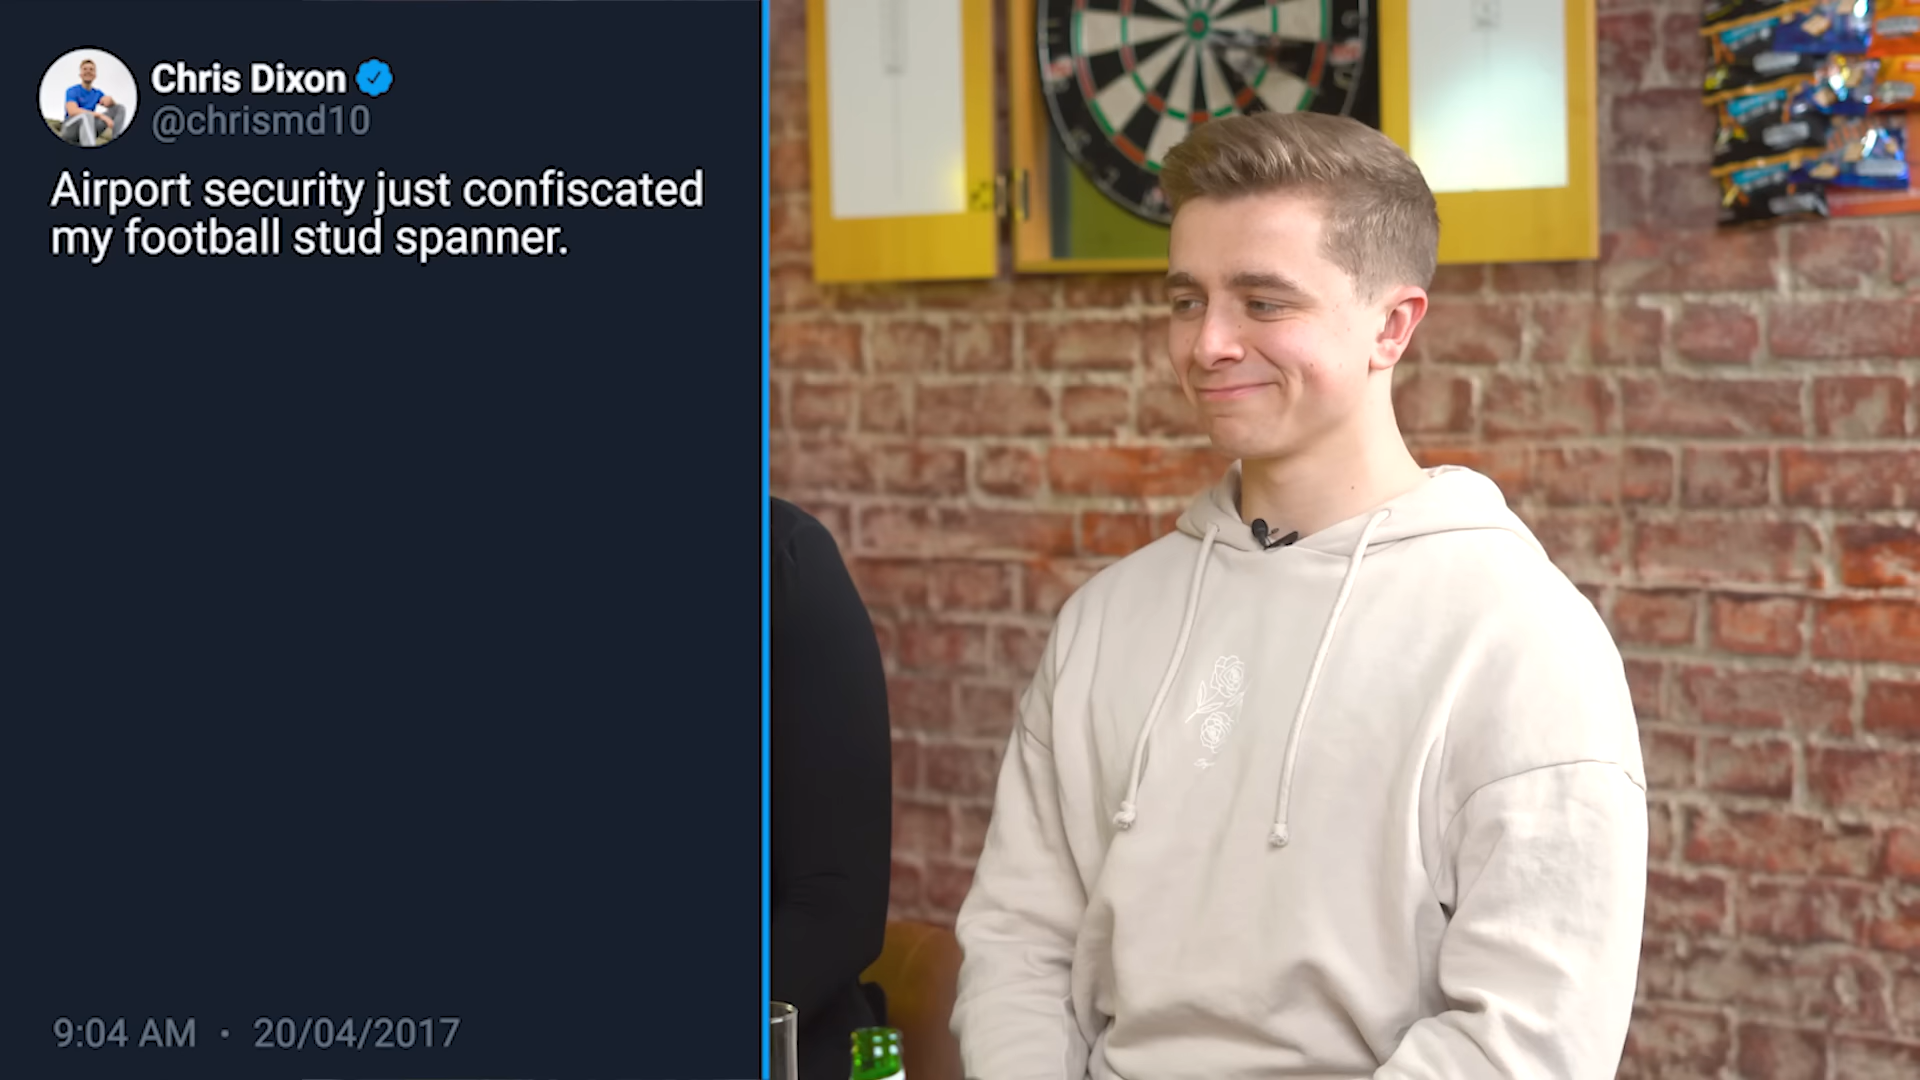 Chris Dixon
@chrismd10
Airport security just confiscated
my football stud spanner.
9:04 AM · 20/04/2017